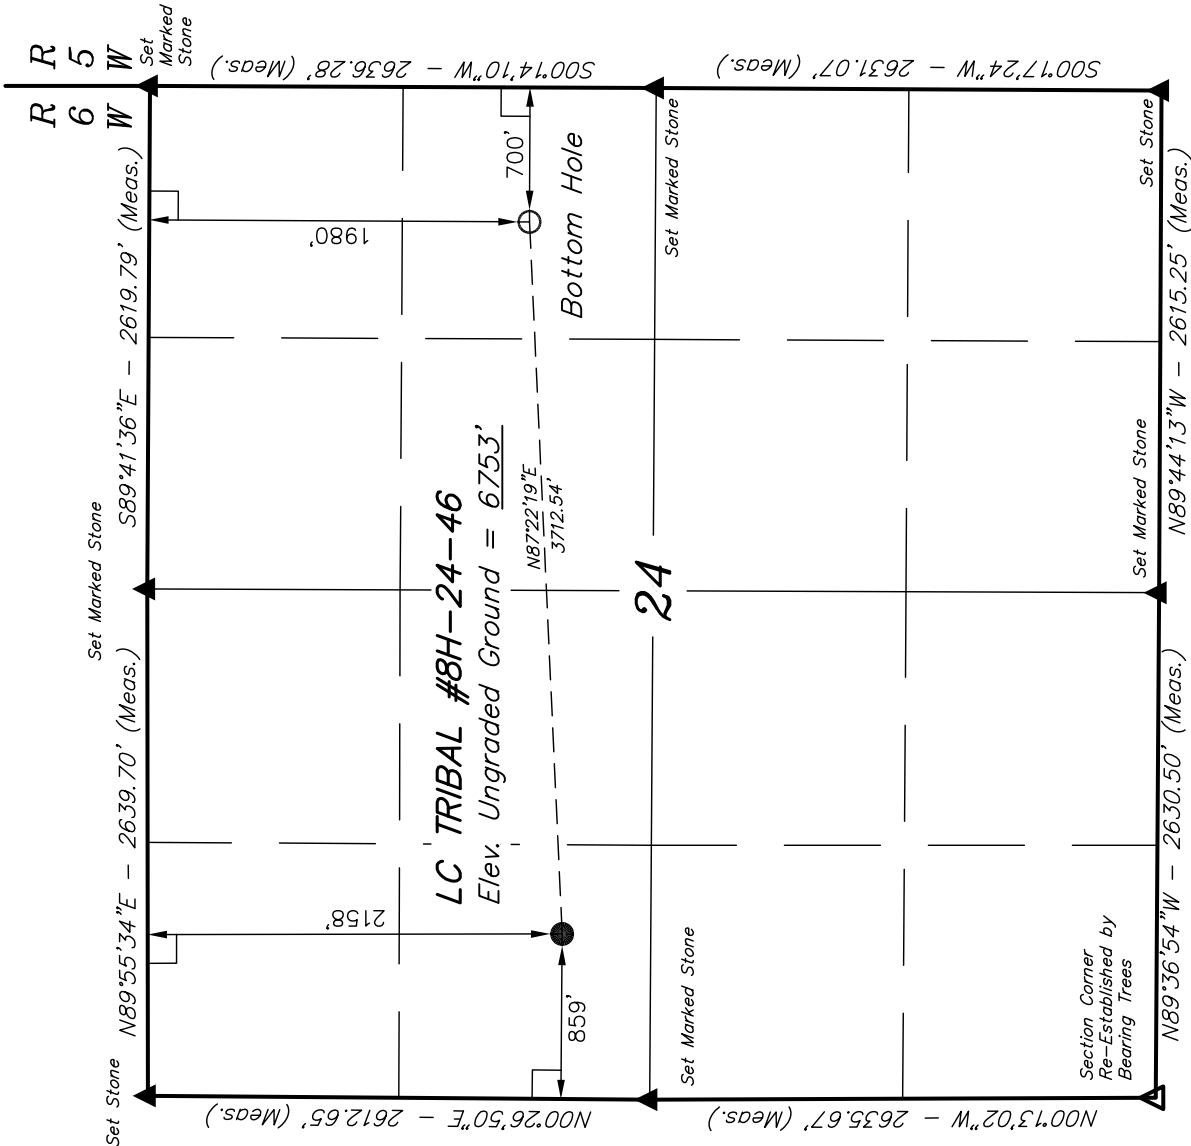 R R
6 5
W W
Set
Marked
Stone
Set Stone
N89°55'34"E – 2639.70' (Meas.)
Set Marked Stone
S89°41'36"E – 2619.79' (Meas.)
N00°26'50"E – 2612.65' (Meas.)
S00°14'10"W – 2636.28' (Meas.)
2158'
1980'
LC TRIBAL #8H–24–46
Elev. Ungraded Ground = 6753'
N87°22'19"E
3712.54'
859'
700'
Bottom Hole
24
Set Marked Stone
Set Marked Stone
N00°13'02"W – 2635.67' (Meas.)
S00°17'24"W – 2631.07' (Meas.)
Section Corner
Re–Established by
Bearing Trees
Set Marked Stone
Set Stone
N89°36'54"W – 2630.50' (Meas.)
N89°44'13"W – 2615.25' (Meas.)